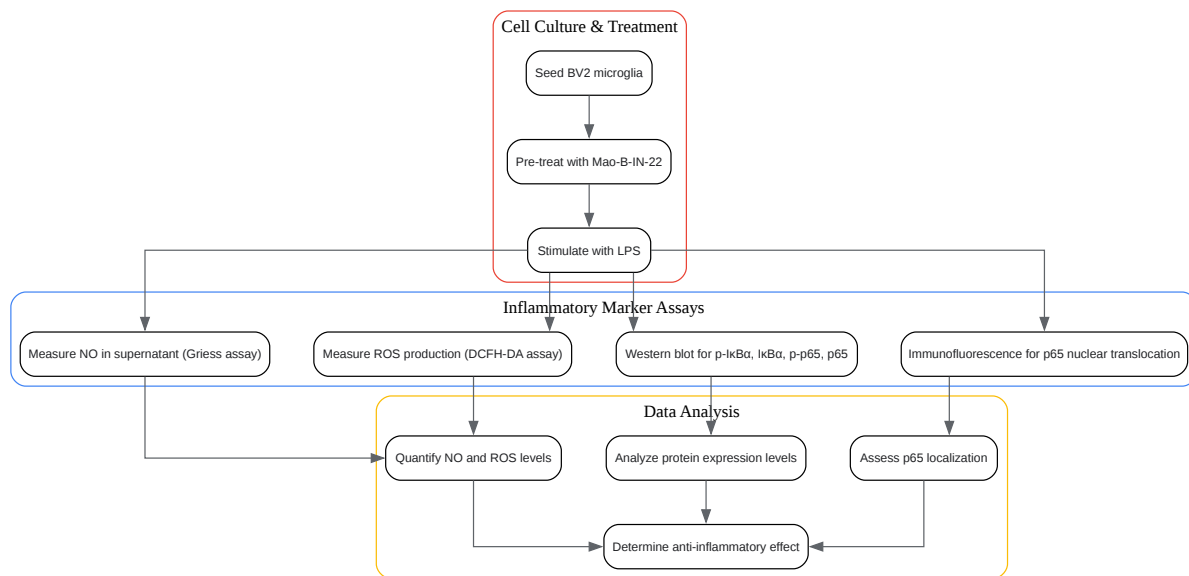 Cell Culture & Treatment
Seed BV2 microglia
Pre-treat with Mao-B-IN-22
Stimulate with LPS
Inflammatory Marker Assays
Measure NO in supernatant (Griess assay)
Measure ROS production (DCFH-DA assay)
Western blot for p-IκBα, IκBα, p-p65, p65
Immunofluorescence for p65 nuclear translocation
Data Analysis
Quantify NO and ROS levels
Analyze protein expression levels
Assess p65 localization
Determine anti-inflammatory effect